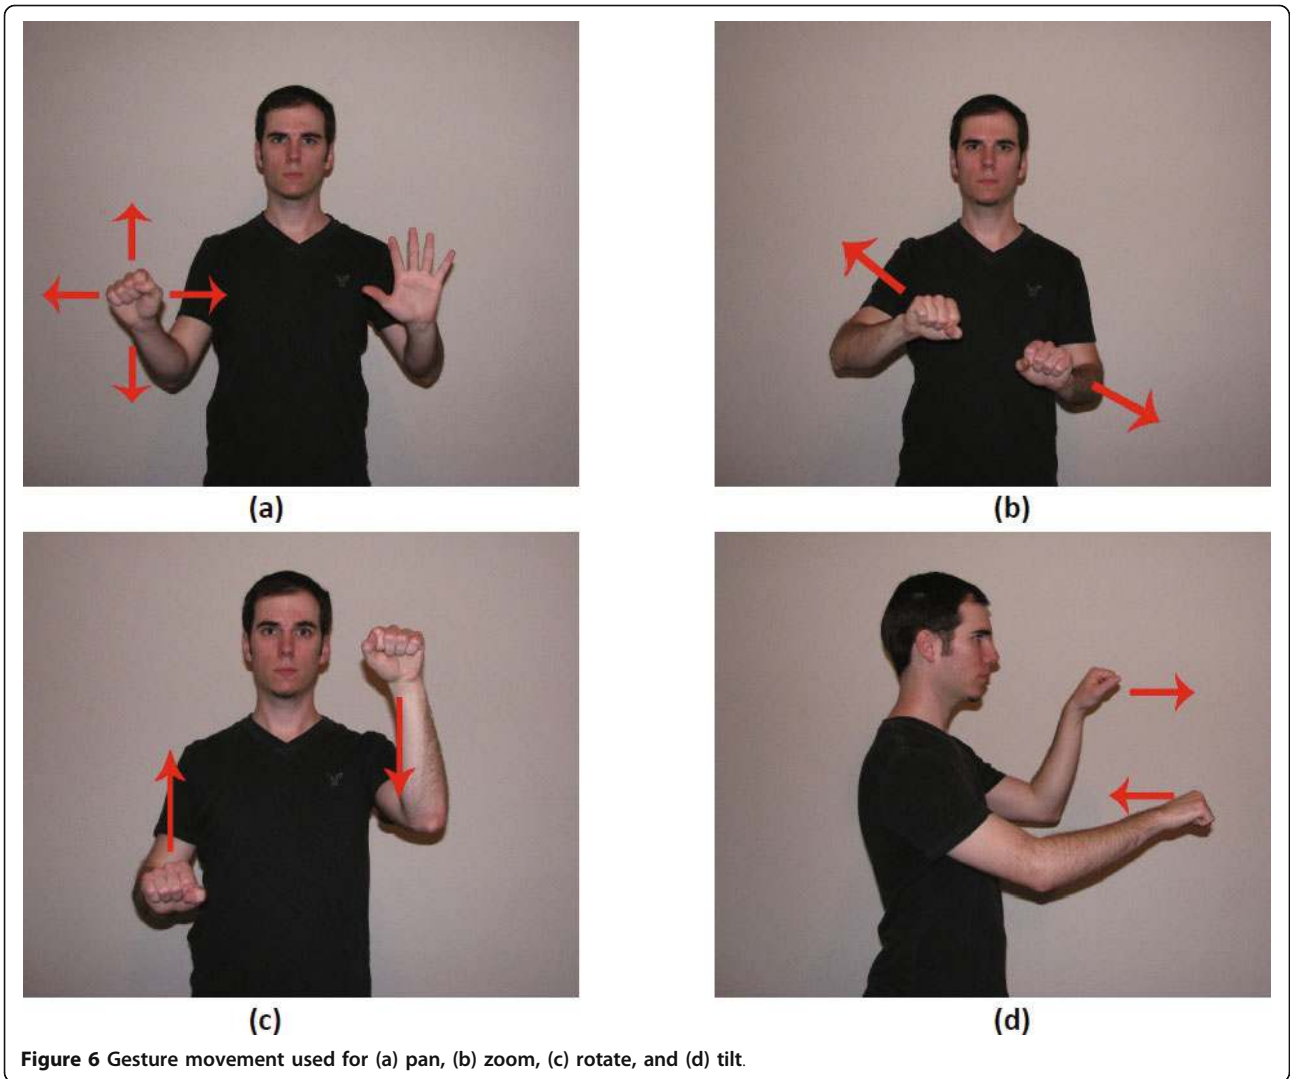 (a)
(b)
(c)
(d)
Figure 6 Gesture movement used for (a) pan, (b) zoom, (c) rotate, and (d) tilt.